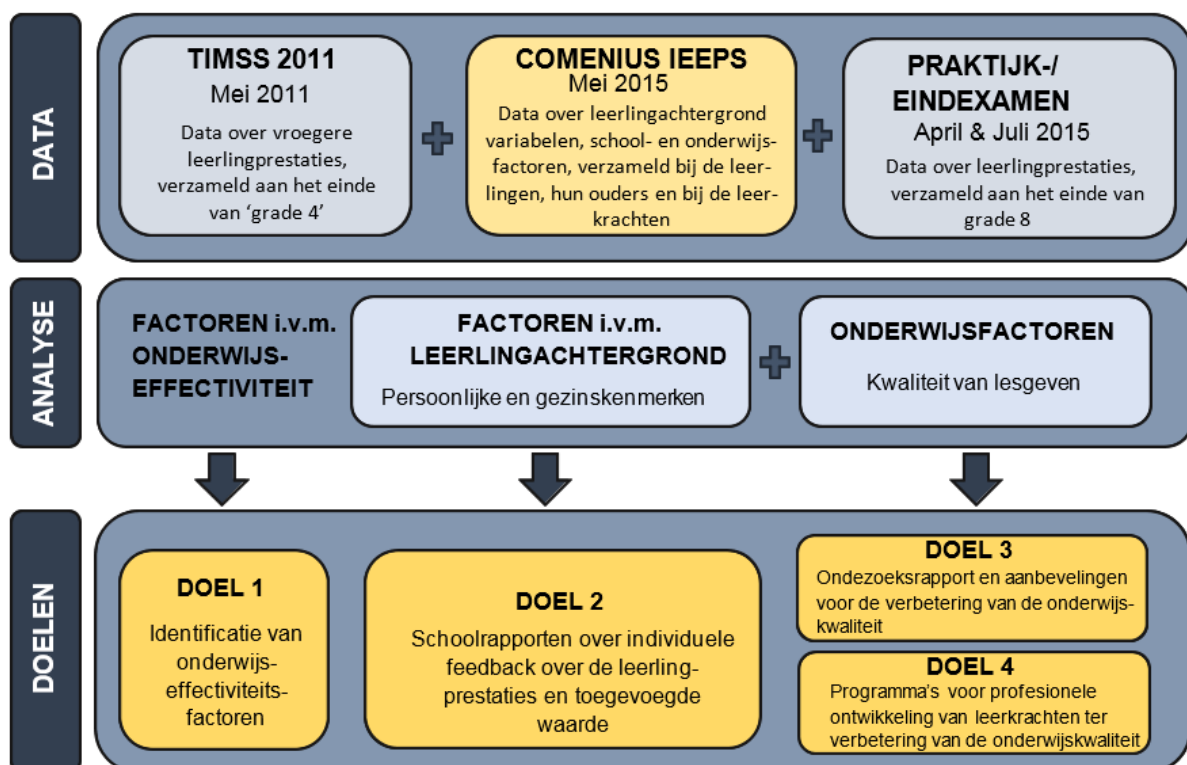 DATA
TIMSS 2011
Mei 2011
Data over vroegere
leerlingprestaties,
verzameld aan het einde
van ‘grade 4’
COMENIUS IEEPS
Mei 2015
Data over leerlingachtergrond
variabelen, school- en onderwijs-
factoren, verzameld bij de leer-
lingen, hun ouders en bij de leer-
krachten
PRAKTIJK-/
EINDEXAMEN
April & Juli 2015
Data over leerlingprestaties,
verzameld aan het einde van
grade 8
ANALYSE
FACTOREN i.v.m.
ONDERWIJS-
EFFECTIVITEIT
FACTOREN i.v.m.
LEERLINGACHTERGROND
Persoonlijke en gezinskenmerken
ONDERWIJSFACTOREN
Kwaliteit van lesgeven
DOELEN
DOEL 1
Identificatie van
onderwijs-
effectiviteits-
factoren
DOEL 2
Schoolrapporten over individuele
feedback over de leerling-
prestaties en toegevoegde
waarde
DOEL 3
Ondezoeksrapport en aanbevelingen
voor de verbetering van de onderwijs-
kwaliteit
DOEL 4
Programma's voor profesionele
ontwikkeling van leerkrachten ter
verbetering van de onderwijskwaliteit